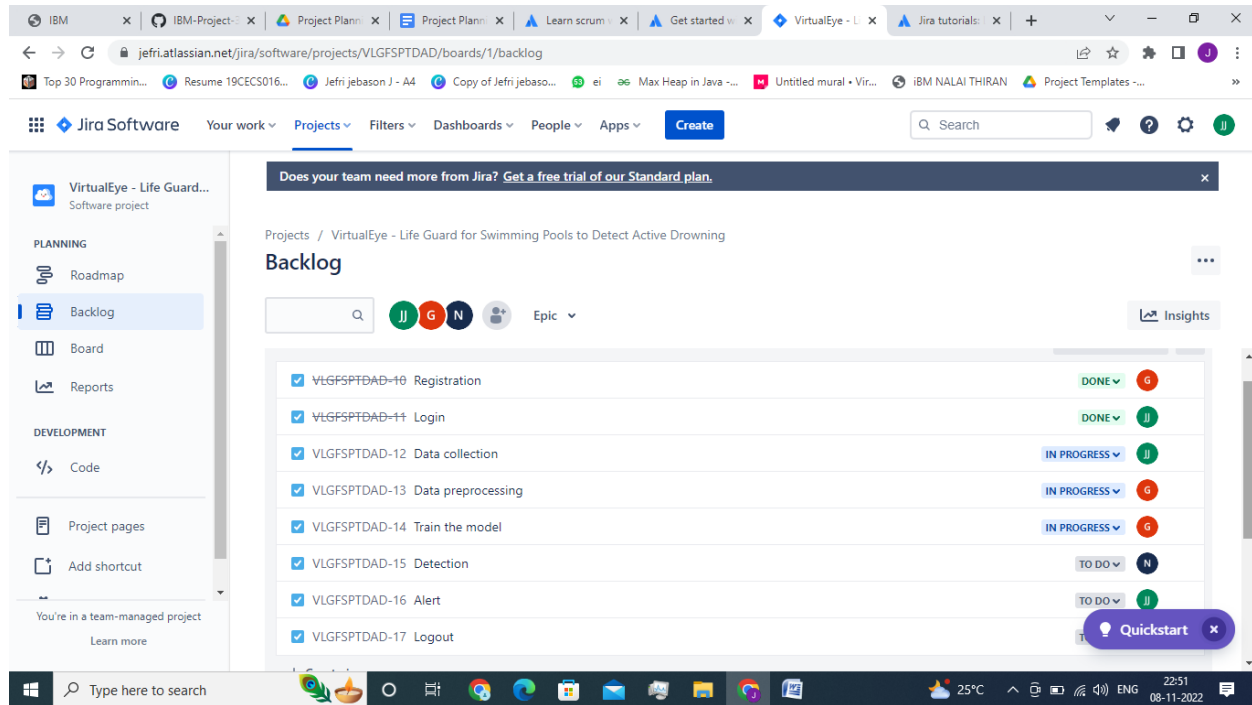 IBM
IBM-Project-3
Project Plann
Project Planni
Learn scrum v
Get started w
VirtualEye - L
Jira tutorials:
jefri.atlassian.net/jira/software/projects/VLGFSPTDAD/boards/1/backlog
J
Top 30 Programmin...
Resume 19CECS016...
Jefri jebason J - A4
Copy of Jefri jebaso...
ei
Max Heap in Java -...
Untitled mural • Vir...
iBM NALAI THIRAN
Project Templates -...
»
Jira Software
Your work
Projects
Filters
Dashboards
People
Apps
Create
Search
JJ
VirtualEye - Life Guard...
Software project
PLANNING
Roadmap
Backlog
Board
Reports
DEVELOPMENT
Code
Project pages
Add shortcut
You're in a team-managed project
Learn more
Does your team need more from Jira? Get a free trial of our Standard plan.
Projects / VirtualEye - Life Guard for Swimming Pools to Detect Active Drowning
Backlog
JJ G N
Epic
Insights
VLGFSPTDAD-10 Registration DONE G
VLGFSPTDAD-11 Login DONE JJ
VLGFSPTDAD-12 Data collection IN PROGRESS JJ
VLGFSPTDAD-13 Data preprocessing IN PROGRESS G
VLGFSPTDAD-14 Train the model IN PROGRESS G
VLGFSPTDAD-15 Detection TO DO N
VLGFSPTDAD-16 Alert TO DO JJ
VLGFSPTDAD-17 Logout
Quickstart
Type here to search
25°C
ENG
22:51
08-11-2022